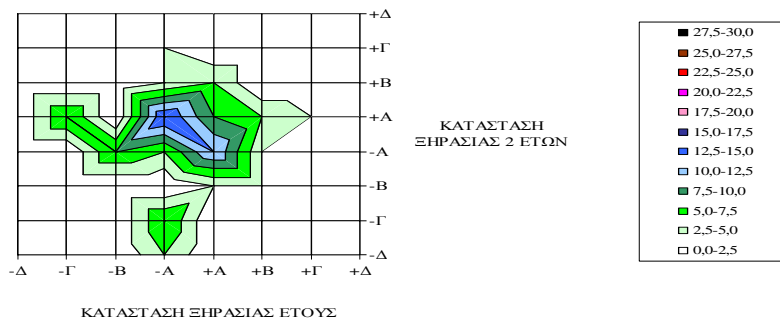 +Δ
+Γ
+Β
+Α
-Α
-Β
-Γ
-Δ
-Δ -Γ -Β -Α +Α +Β +Γ +Δ
ΚΑΤΑΣΤΑΣΗ ΞΗΡΑΣΙΑΣ ΕΤΟΥΣ
ΚΑΤΑΣΤΑΣΗ
ΞΗΡΑΣΙΑΣ 2 ΕΤΩΝ
27,5-30,0
25,0-27,5
22,5-25,0
20,0-22,5
17,5-20,0
15,0-17,5
12,5-15,0
10,0-12,5
7,5-10,0
5,0-7,5
2,5-5,0
0,0-2,5